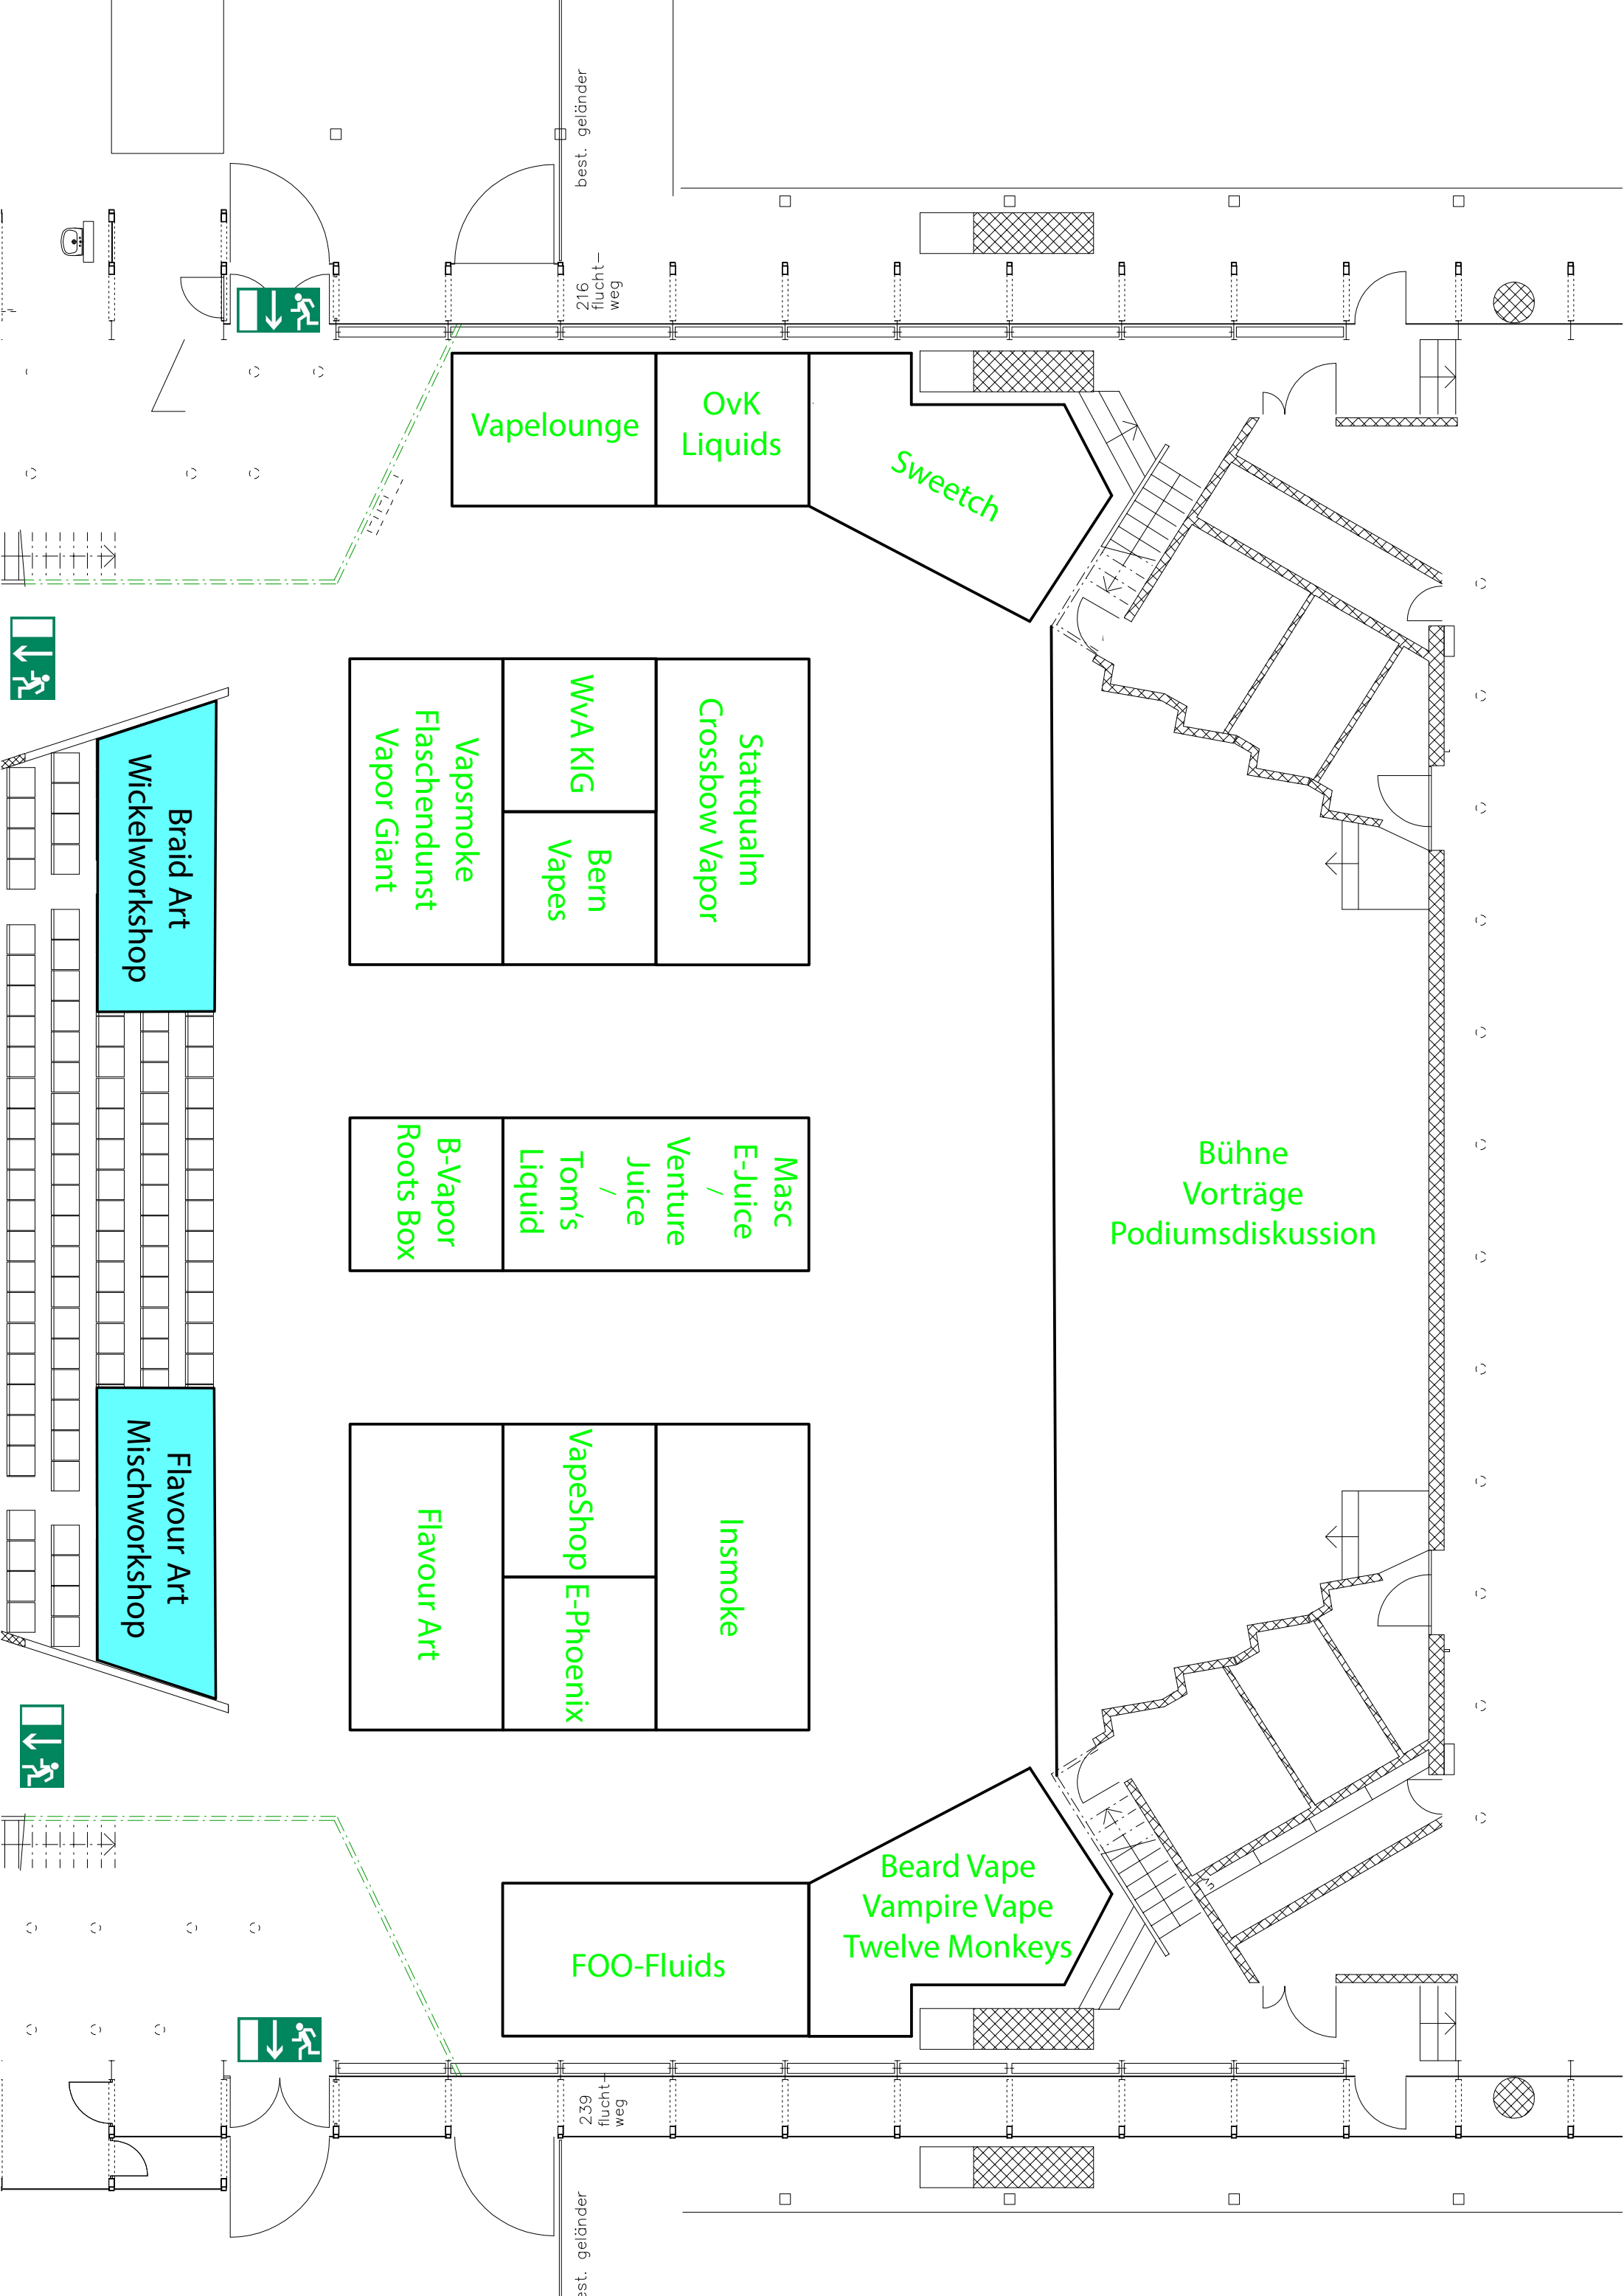 best. geländer
216
flucht–
weg
Vapelounge
OvK
Liquids
Sweetch
Vapsmoke
Flaschendunst
Vapor Giant
WvA KIG
Bern
Vapes
Stattqualm
Crossbow Vapor
Braid Art
Wickelworkshop
B-Vapor
Roots Box
Masc
E-Juice
/
Venture
Juice
/
Tom's
Liquid
Bühne
Vorträge
Podiumsdiskussion
Flavour Art
Mischworkshop
Flavour Art
VapeShop
E-Phoenix
Insmoke
Beard Vape
Vampire Vape
Twelve Monkeys
FOO-Fluids
239
flucht–
weg
est. geländer